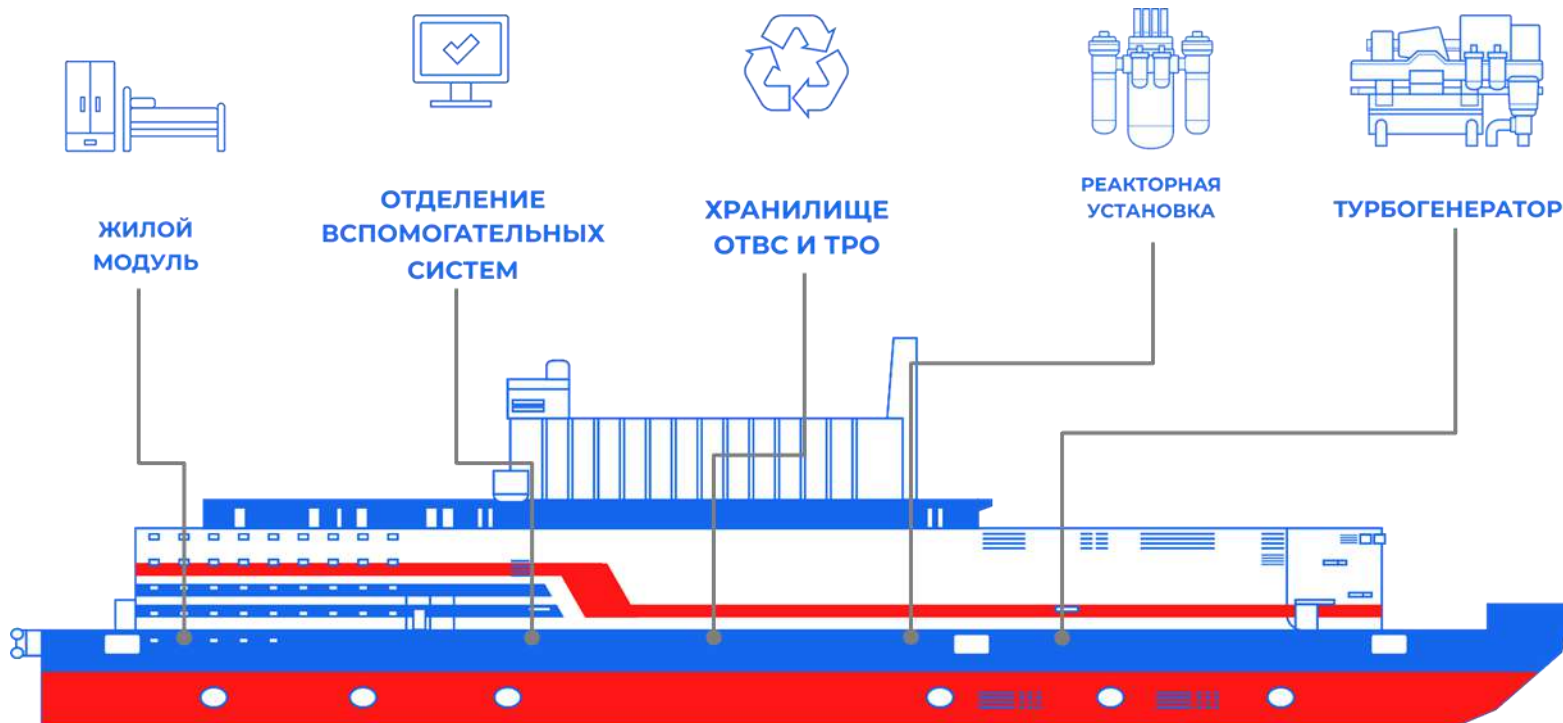 ЖИЛОЙ
МОДУЛЬ
ОТДЕЛЕНИЕ
ВСПОМОГАТЕЛЬНЫХ
СИСТЕМ
ХРАНИЛИЩЕ
ОТВС И ТРО
РЕАКТОРНАЯ
УСТАНОВКА
ТУРБОГЕНЕРАТОР